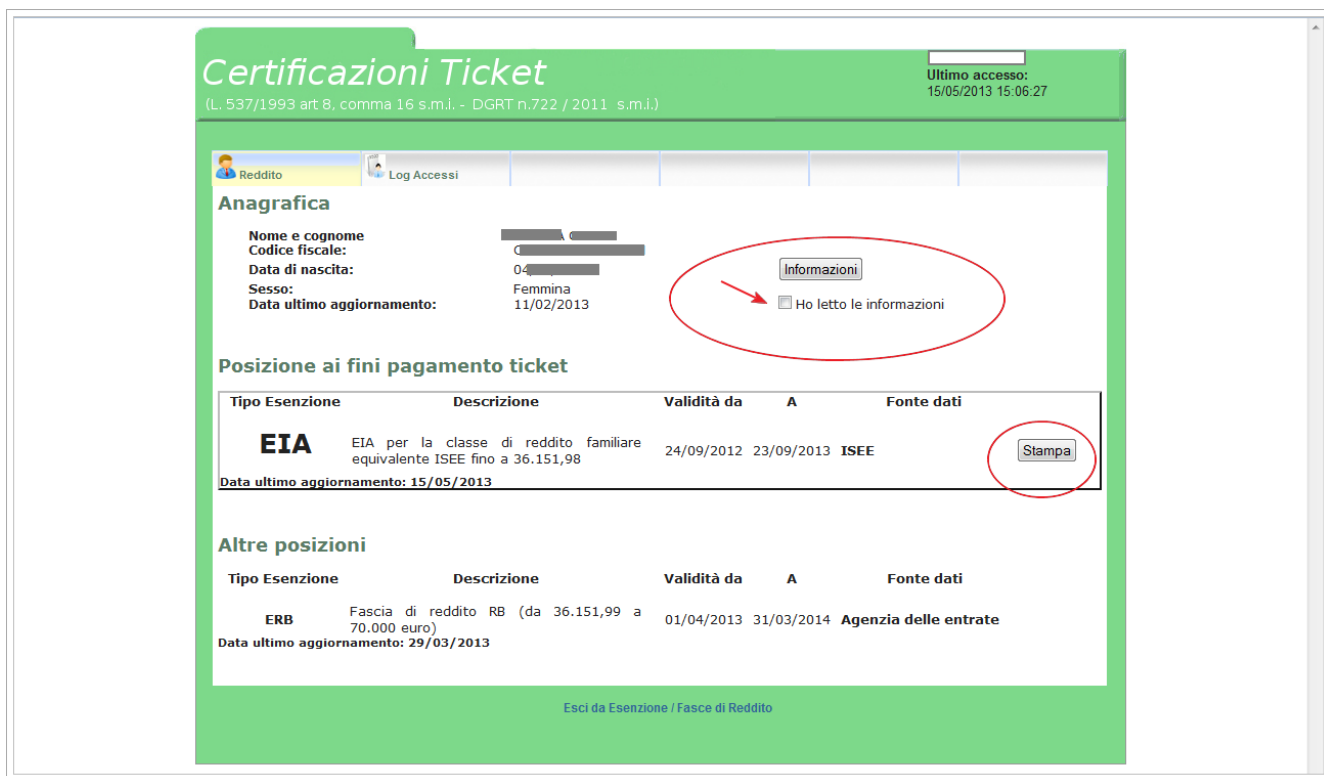 Certificazioni Ticket
(L. 537/1993 art 8, comma 16 s.m.i. - DGRT n.722 / 2011 s.m.i.)
Ultimo accesso:
15/05/2013 15:06:27
Reddito
Log Accessi
Anagrafica
Nome e cognome
Codice fiscale:
Data di nascita: 04
Sesso: Femmina
Data ultimo aggiornamento: 11/02/2013
Informazioni
Ho letto le informazioni
Posizione ai fini pagamento ticket
Tipo Esenzione Descrizione Validità da A Fonte dati
EIA EIA per la classe di reddito familiare
equivalente ISEE fino a 36.151,98 24/09/2012 23/09/2013 ISEE Stampa
Data ultimo aggiornamento: 15/05/2013
Altre posizioni
Tipo Esenzione Descrizione Validità da A Fonte dati
ERB Fascia di reddito RB (da 36.151,99 a
70.000 euro) 01/04/2013 31/03/2014 Agenzia delle entrate
Data ultimo aggiornamento: 29/03/2013
Esci da Esenzione / Fasce di Reddito